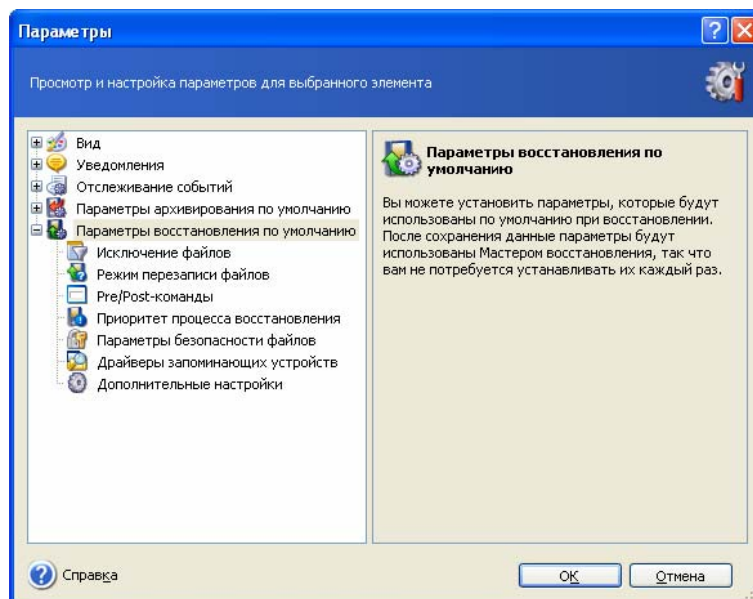 Параметры
Просмотр и настройка параметров для выбранного элемента
Вид
Уведомления
Отслеживание событий
Параметры архивирования по умолчанию
Параметры восстановления по умолчанию
Исключение файлов
Режим перезаписи файлов
Pre/Post-команды
Приоритет процесса восстановления
Параметры безопасности файлов
Драйверы запоминающих устройств
Дополнительные настройки
Параметры восстановления по
умолчанию
Вы можете установить параметры, которые будут
использованы по умолчанию при восстановлении.
После сохранения данные параметры будут
использованы Мастером восстановления, так что
вам не потребуется устанавливать их каждый раз.
Справка
ОК
Отмена